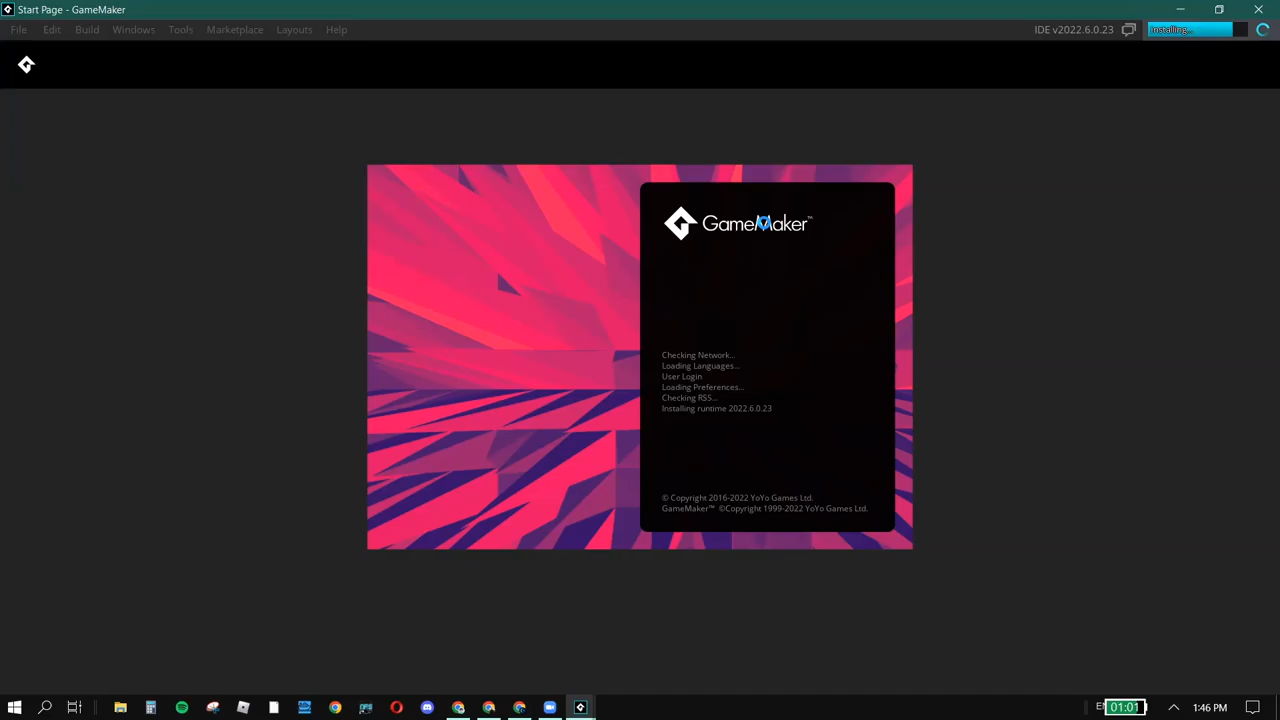 Start Page - GameMaker
File Edit Build Windows Tools Marketplace Layouts Help
IDE v2022.6.0.23
Installing...
GameMaker™
Checking Network...
Loading Languages...
User Login
Loading Preferences...
Checking RSS...
Installing runtime 2022.6.0.23
© Copyright 2016-2022 YoYo Games Ltd.
GameMaker™ ©Copyright 1999-2022 YoYo Games Ltd.
01:01
1:46 PM